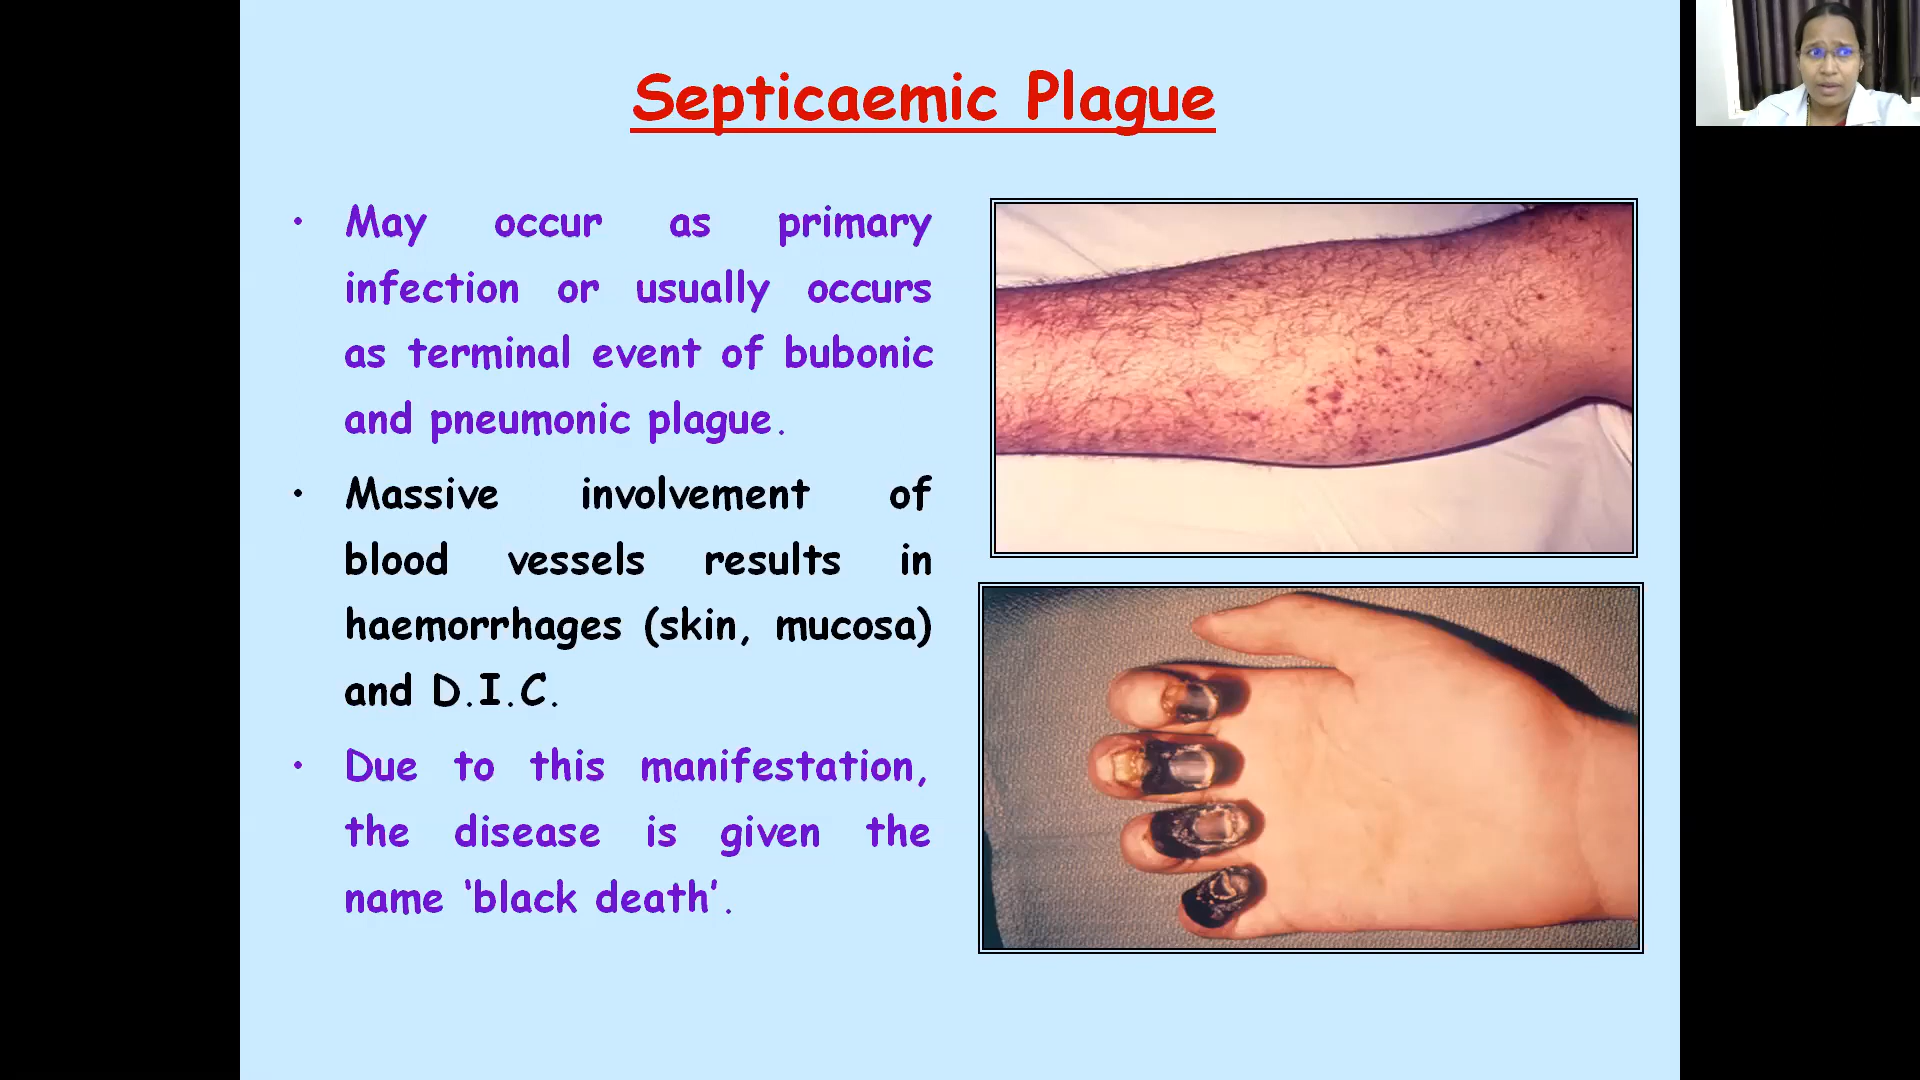 Septicaemic Plague
• May occur as primary
infection or usually occurs
as terminal event of bubonic
and pneumonic plague.
• Massive involvement of
blood vessels results in
haemorrhages (skin, mucosa)
and D.I.C.
• Due to this manifestation,
the disease is given the
name ‘black death’.